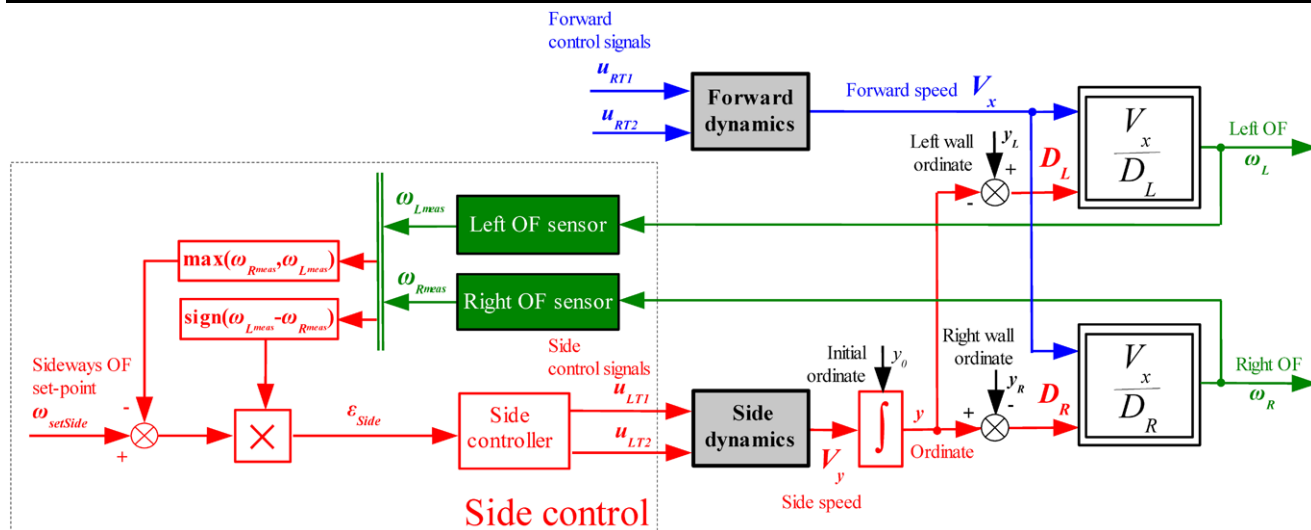 Forward
control signals
u_RT1
u_RT2
Forward
dynamics
Forward speed V_x
Left wall
ordinate
y_L
+
-
D_L
V_x
D_L
Left OF
ω_L
ω_Lmeas
Left OF sensor
max(ω_Rmeas,ω_Lmeas)
ω_Rmeas
Right OF sensor
sign(ω_Lmeas-ω_Rmeas)
Sideways OF
set-point
ω_setSide
-
+
×
ε_Side
Side
controller
Side
control signals
u_LT1
u_LT2
Side
dynamics
V_y
Side speed
Initial
ordinate
y_0
∫
y
Ordinate
Right wall
ordinate
y_R
-
+
D_R
V_x
D_R
Right OF
ω_R
Side control